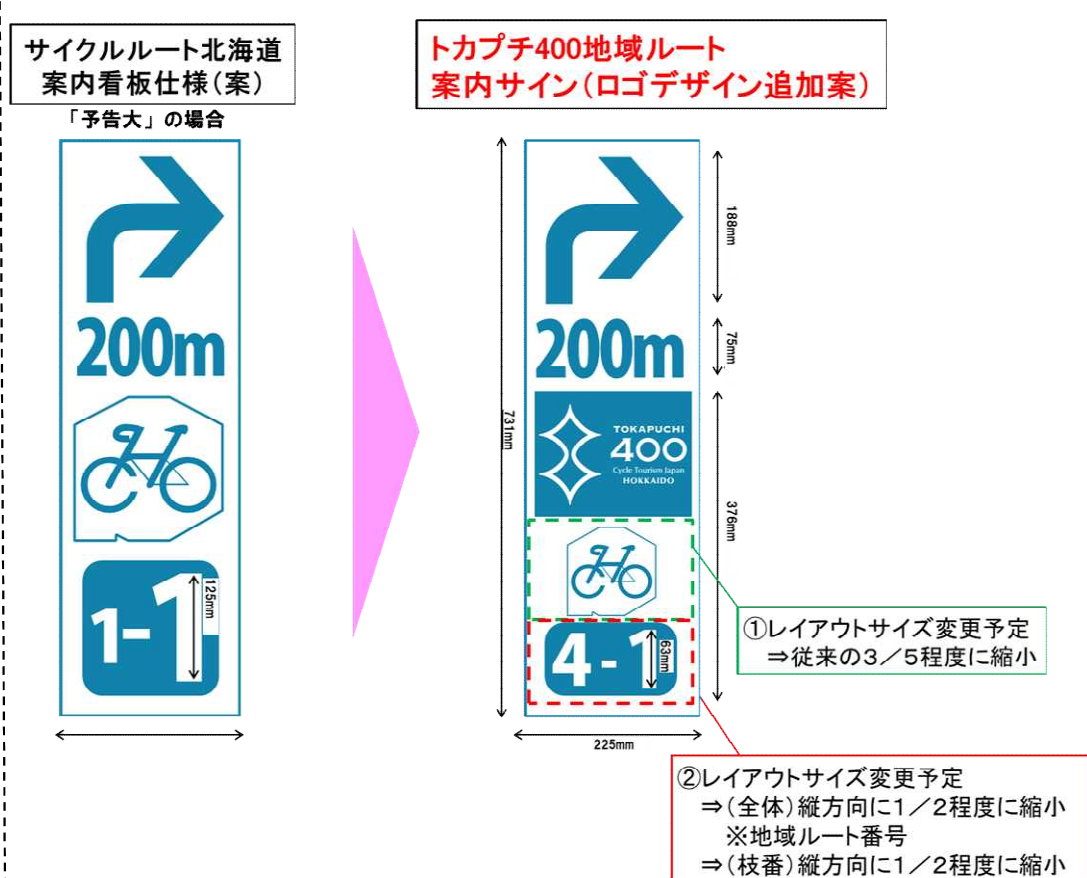 サイクルルート北海道
案内看板仕様(案)
「予告大」の場合
200m
1-1
125mm
トカプチ400地域ルート
案内サイン(ロゴデザイン追加案)
200m
TOKAPUCHI
400
Cycle Tourism Japan
HOKKAIDO
4-1
63mm
731mm
188mm
75mm
376mm
225mm
①レイアウトサイズ変更予定
⇒従来の3/5程度に縮小
②レイアウトサイズ変更予定
⇒(全体)縦方向に1/2程度に縮小
※地域ルート番号
⇒(枝番)縦方向に1/2程度に縮小